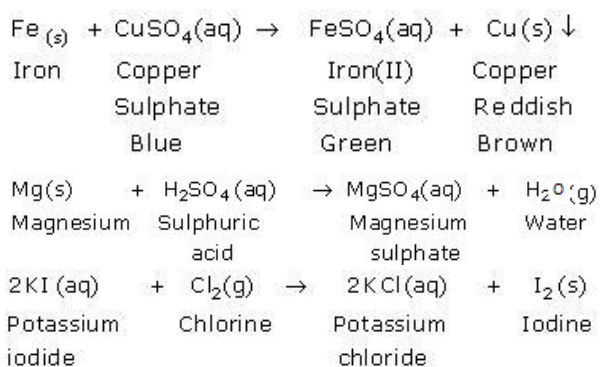 Fe (s) + CuSO₄(aq) → FeSO₄(aq) + Cu(s) ↓
Iron Copper Iron(II) Copper
Sulphate Sulphate Reddish
Blue Green Brown
Mg(s) + H₂SO₄(aq) → MgSO₄(aq) + H₂o(g)
Magnesium Sulphuric Magnesium Water
acid sulphate
2KI(aq) + Cl₂(g) → 2KCl(aq) + I₂(s)
Potassium Chlorine Potassium Iodine
iodide chloride